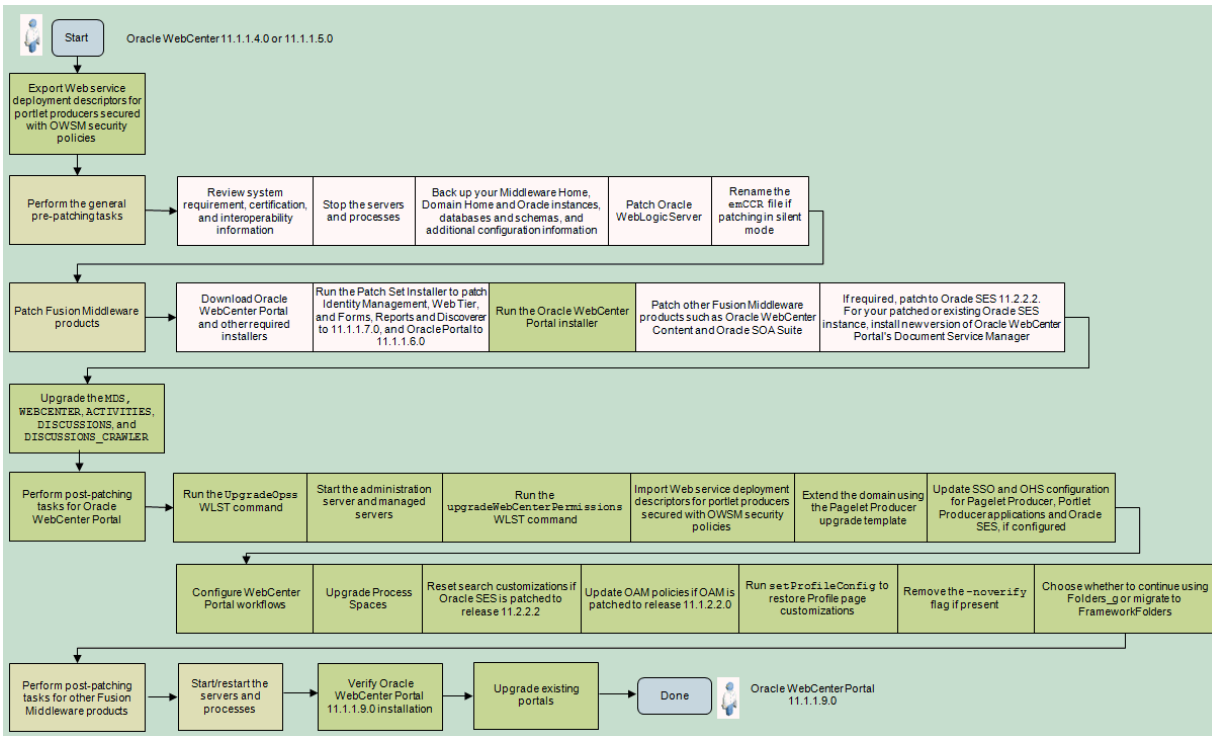 Start
Oracle WebCenter 11.1.1.4.0 or 11.1.1.5.0
Export Web service
deployment descriptors for
portlet producers secured
with OWSM security
policies
Perform the general
pre-patching tasks
Review system
requirement, certification,
and interoperability
information
Stop the servers
and processes
Back up your Middleware Home,
Domain Home and Oracle instances,
databases and schemas, and
additional configuration information
Patch Oracle
WebLogic Server
Rename the
emCCR file if
patching in silent
mode
Patch Fusion Middleware
products
Download Oracle
WebCenter Portal
and other required
installers
Run the Patch Set Installer to patch
Identity Management, Web Tier,
and Forms, Reports and Discoverer
to 11.1.1.7.0, and Oracle Portal to
11.1.1.6.0
Run the Oracle WebCenter
Portal installer
Patch other Fusion Middleware
products such as Oracle WebCenter
Content and Oracle SOA Suite
If required, patch to Oracle SES 11.2.2.2.
For your patched or existing Oracle SES
instance, install new version of Oracle WebCenter
Portal's Document Service Manager
Upgrade the MDS,
WEBCENTER, ACTIVITIES,
DISCUSSIONS, and
DISCUSSIONS_CRAWLER
Perform post-patching
tasks for Oracle
WebCenter Portal
Run the UpgradeOpss
WLST command
Start the administration
server and managed
servers
Run the
upgradeWebCenterPermissions
WLST command
Import Web service deployment
descriptors for portlet producers
secured with OWSM security
policies
Extend the domain using
the Pagelet Producer
upgrade template
Update SSO and OHS configuration
for Pagelet Producer, Portlet
Producer applications and Oracle
SES, if configured
Configure WebCenter
Portal workflows
Upgrade Process
Spaces
Reset search customizations if
Oracle SES is patched to
release 11.2.2.2
Update OAM policies if OAM is
patched to release 11.1.2.2.0
Run setProfileConfig to
restore Profile page
customizations
Remove the -noverify
flag if present
Choose whether to continue using
Folders_g or migrate to
FrameworkFolders
Perform post-patching
tasks for other Fusion
Middleware products
Start/restart the
servers and
processes
Verify Oracle
WebCenter Portal
11.1.1.9.0 installation
Upgrade existing
portals
Done
Oracle WebCenter Portal
11.1.1.9.0